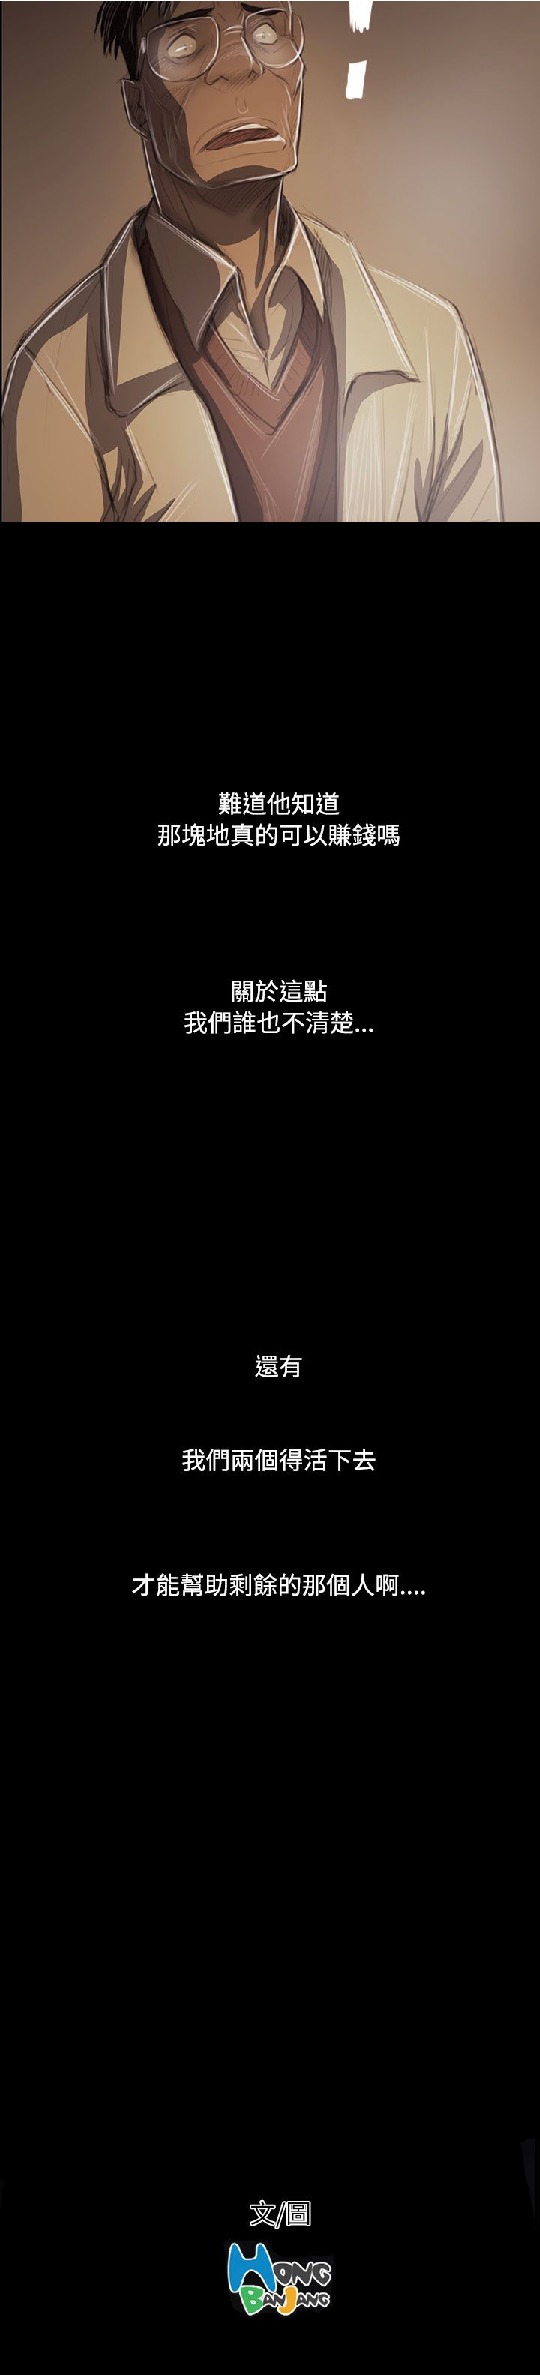 難道他知道
那塊地真的可以賺錢嗎
關於這點
我們誰也不清楚...
還有
我們兩個得活下去
才能幫助剩餘的那個人啊....
文/圖
HONG
BANJANG